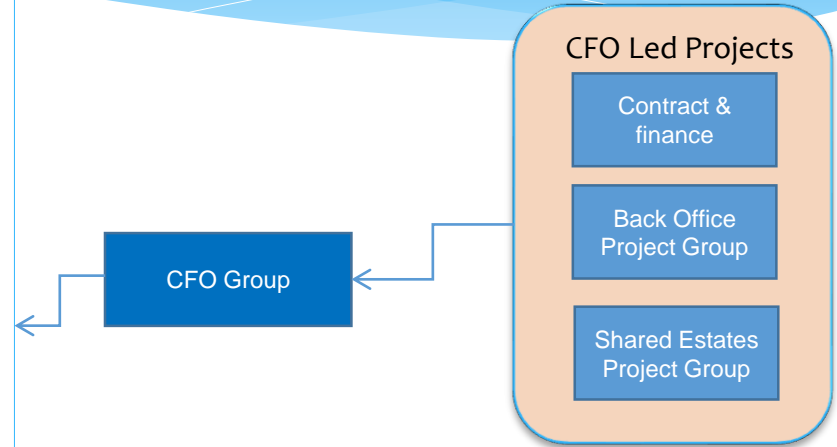 CFO Led Projects
Contract &
finance
Back Office
Project Group
CFO Group
Shared Estates
Project Group